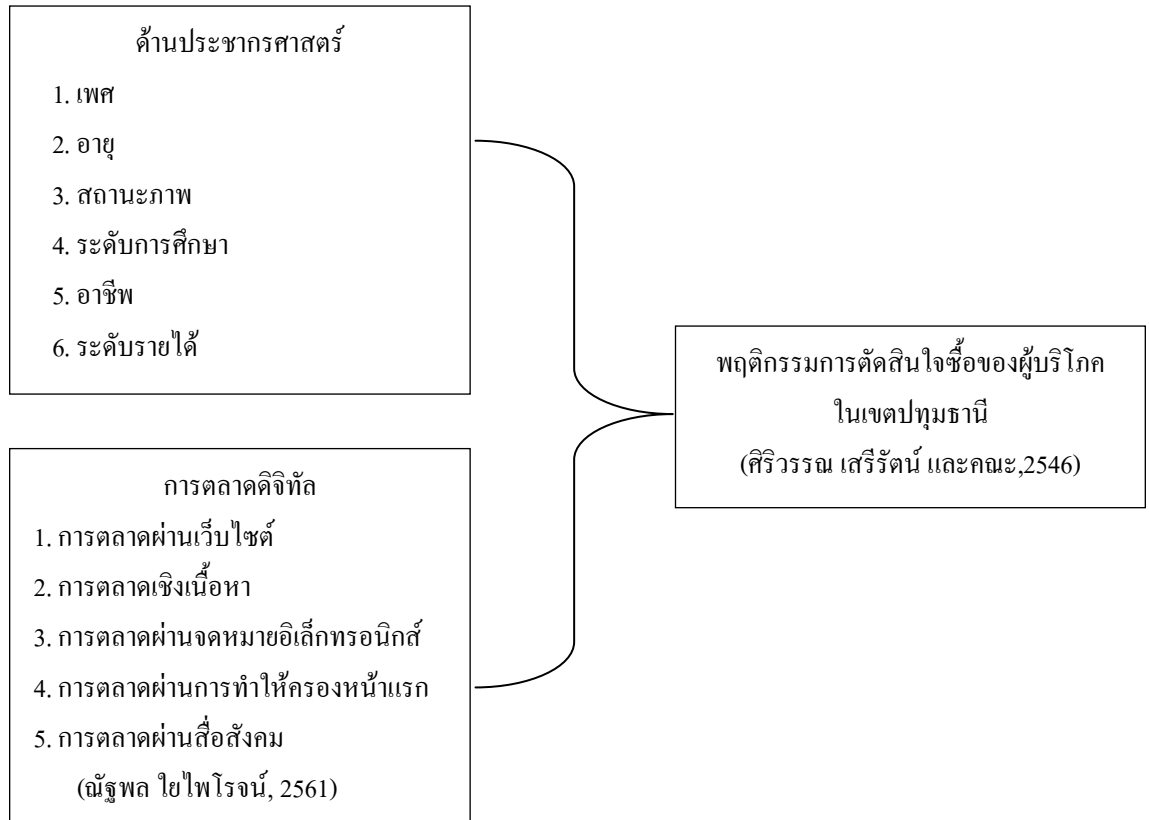 ด้านประชากรศาสตร์
1. เพศ
2. อายุ
3. สถานะภาพ
4. ระดับการศึกษา
5. อาชีพ
6. ระดับรายได้
การตลาดดิจิทัล
1. การตลาดผ่านเว็บไซต์
2. การตลาดเชิงเนื้อหา
3. การตลาดผ่านจดหมายอิเล็กทรอนิกส์
4. การตลาดผ่านการทำให้ครองหน้าแรก
5. การตลาดผ่านสื่อสังคม
(ณัฐพล ใยไพโรจน์, 2561)
พฤติกรรมการตัดสินใจซื้อของผู้บริโภค
ในเขตปทุมธานี
(ศิริวรรณ เสรีรัตน์ และคณะ,2546)